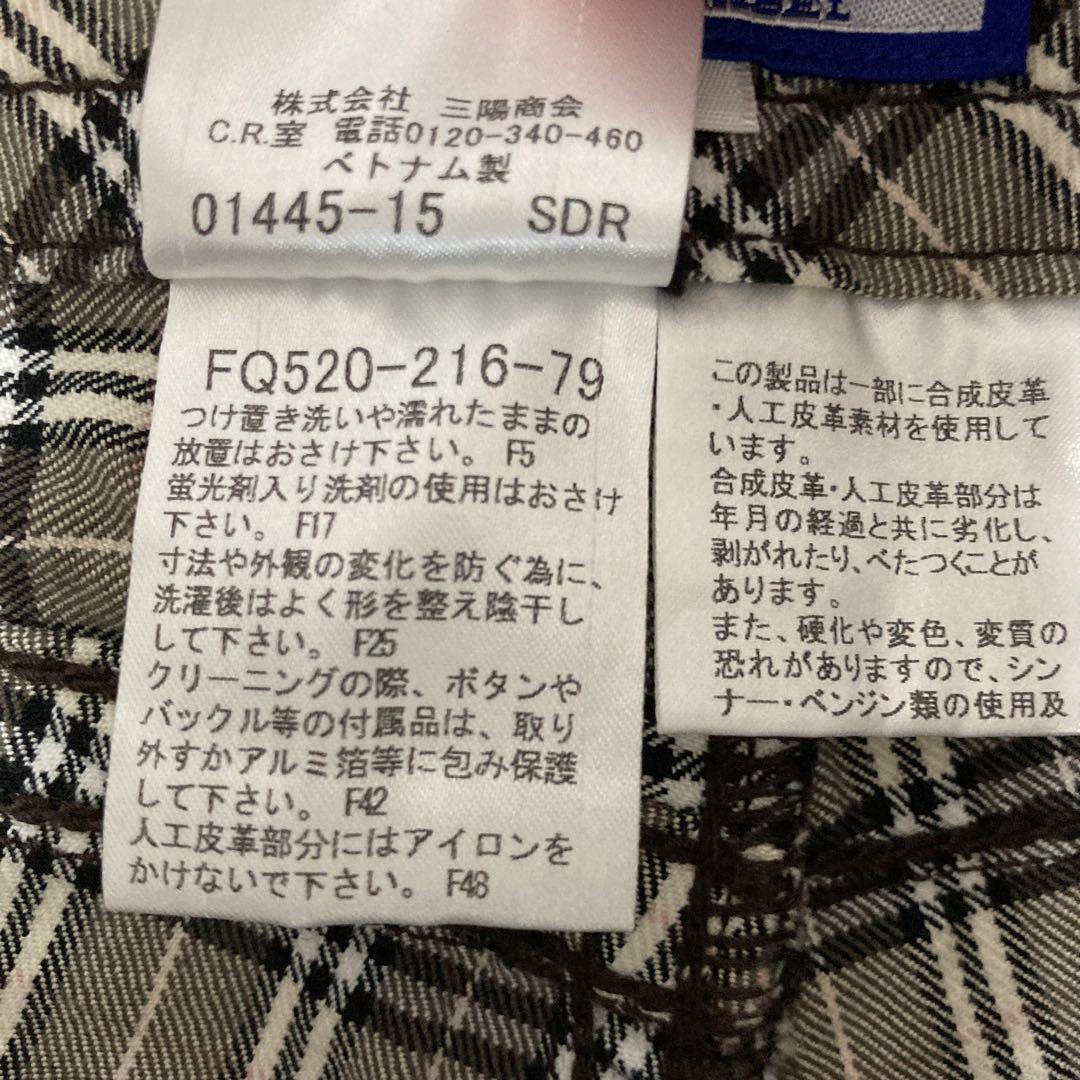 株式会社 三陽商会
C.R.室 電話0120-340-460
ベトナム製
01445-15 SDR
FQ520-216-79
つけ置き洗いや濡れたままの
放置はおさけ下さい。 F5
蛍光剤入り洗剤の使用はおさけ
下さい。 F17
寸法や外観の変化を防ぐ為に、
洗濯後はよく形を整え陰干し
して下さい。 F25
クリーニングの際、ボタンや
バックル等の付属品は、取り
外すかアルミ箔等に包み保護
して下さい。 F42
人工皮革部分にはアイロンを
かけないで下さい。 F48
この製品は一部に合成皮革
・人工皮革素材を使用して
います。
合成皮革・人工皮革部分は
年月の経過と共に劣化し、
剥がれたり、べたつくことが
あります。
また、硬化や変色、変質の
恐れがありますので、シン
ナー・ベンジン類の使用及